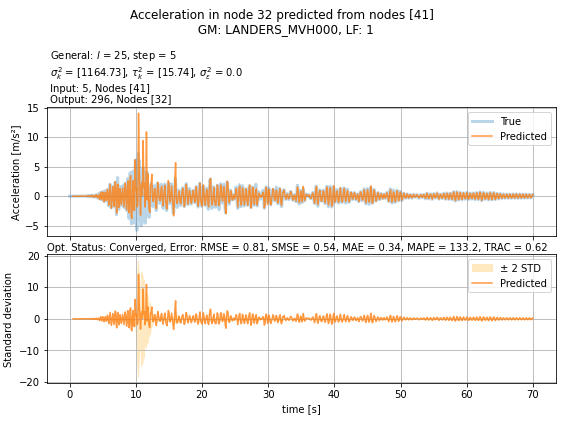 Acceleration in node 32 predicted from nodes [41]
GM: LANDERS_MVH000, LF: 1
General: l = 25, step = 5
σ²ₖ = [1164.73], τ²ₖ = [15.74], σ²_ε = 0.0
Input: 5, Nodes [41]
Output: 296, Nodes [32]
Acceleration [m/s²]
15
10
5
0
−5
True
Predicted
Opt. Status: Converged, Error: RMSE = 0.81, SMSE = 0.54, MAE = 0.34, MAPE = 133.2, TRAC = 0.62
Standard deviation
20
10
0
−10
−20
± 2 STD
Predicted
0 10 20 30 40 50 60 70
time [s]